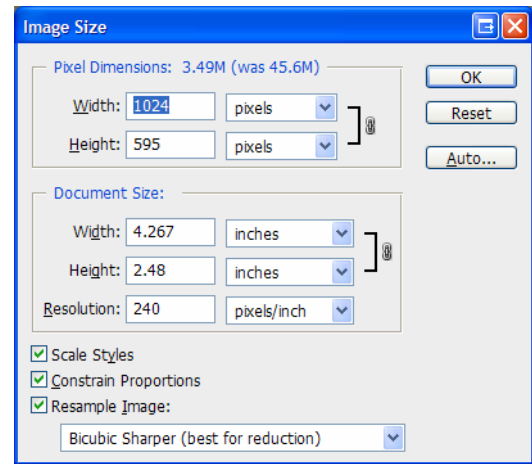 Image Size
Pixel Dimensions: 3.49M (was 45.6M)
OK
Width: 1024 pixels
Reset
Height: 595 pixels
Auto...
Document Size:
Width: 4.267 inches
Height: 2.48 inches
Resolution: 240 pixels/inch
Scale Styles
Constrain Proportions
Resample Image:
Bicubic Sharper (best for reduction)